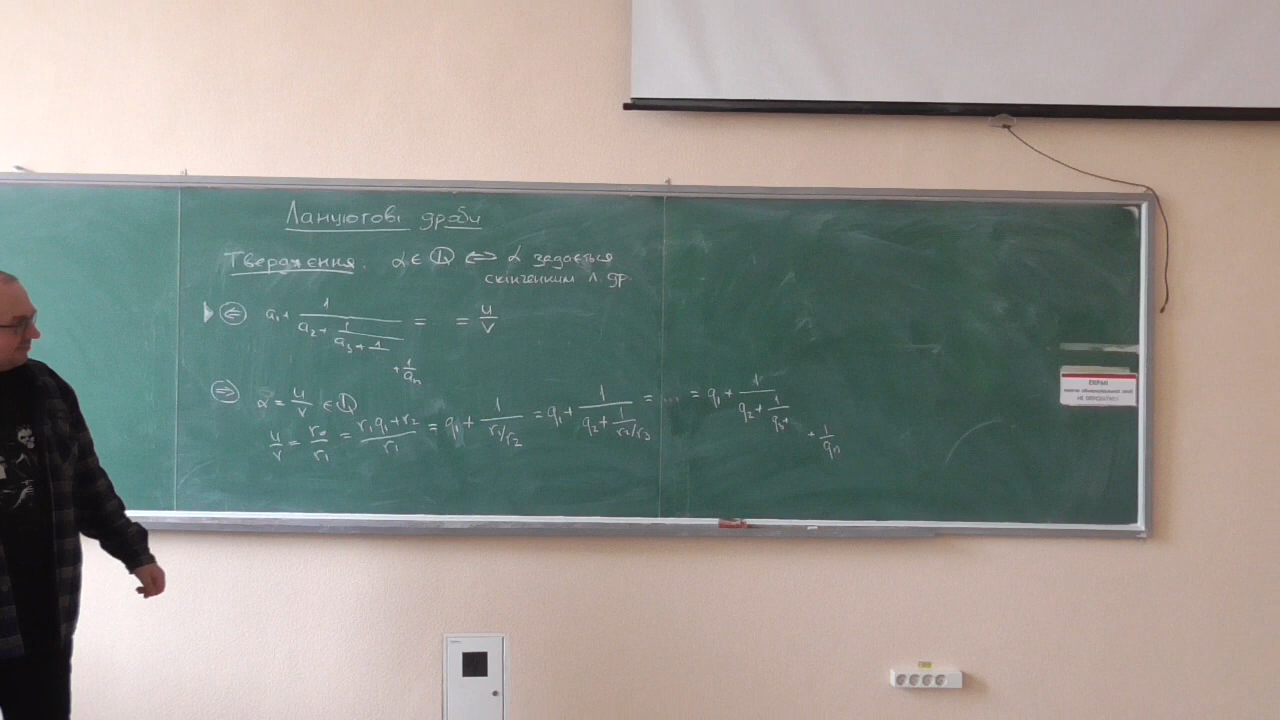 Ланцюгові дроби
Твердження. α ∈ ℚ ⇔ α задається
скінченним л. др.
(⇐) a₁ + 1/(a₂ + 1/(a₃ + 1/( + 1/aₙ))) = = u/v
(⇒) α = u/v ∈ ℚ
u/v = r₀/r₁ = (r₁q₁ + r₂)/r₁ = q₁ + 1/(r₁/r₂) = q₁ + 1/(q₂ + 1/(r₂/r₃)) = ... = q₁ + 1/(q₂ + 1/(q₃ + + 1/qₙ))
НЕ